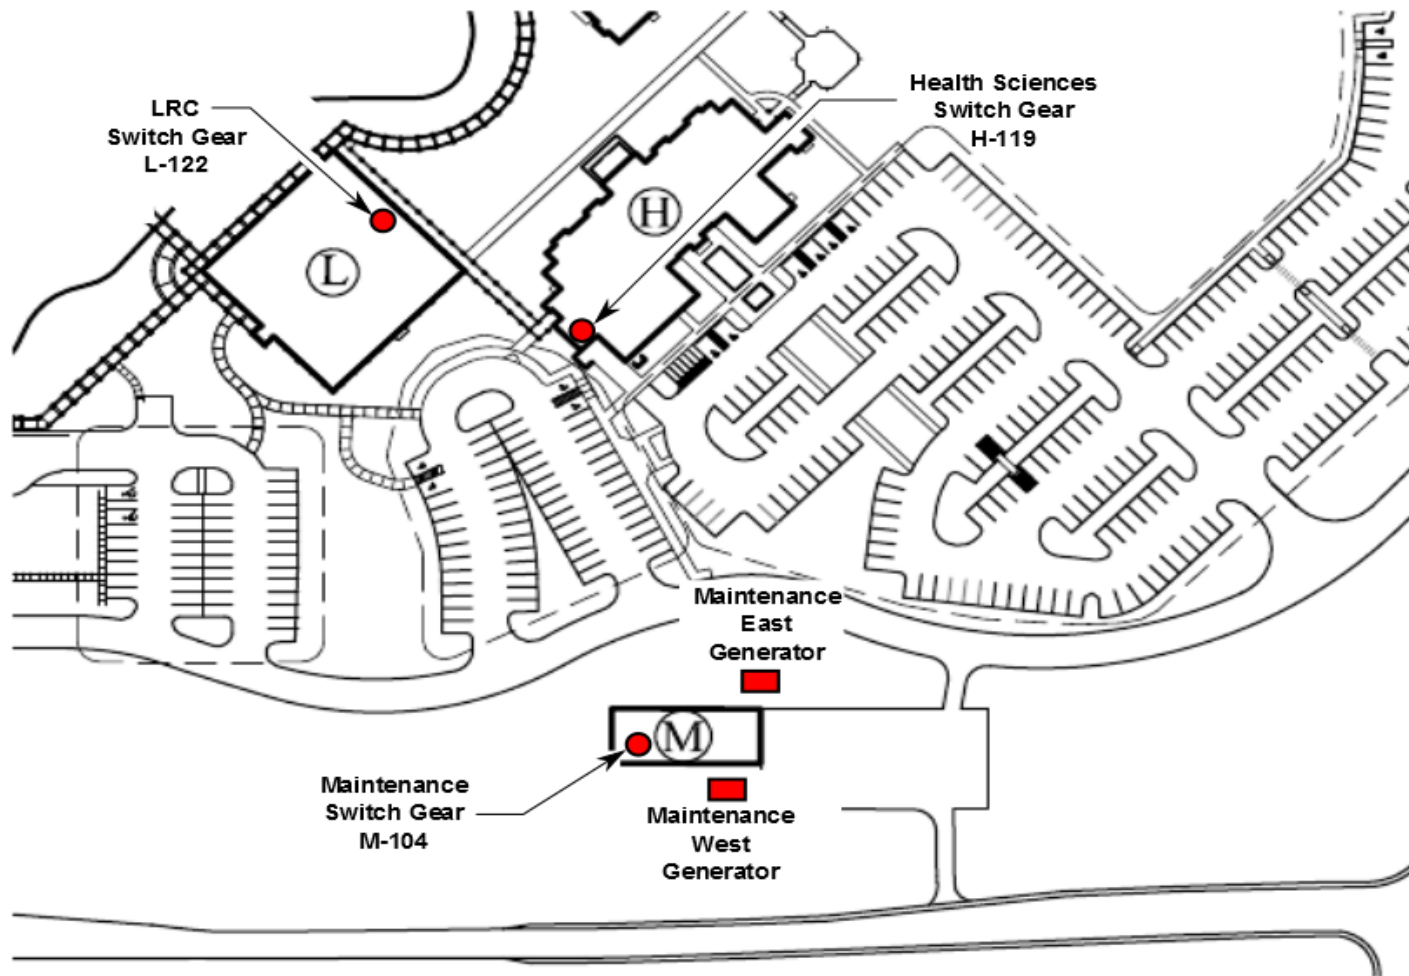 LRC
Switch Gear
L-122
Health Sciences
Switch Gear
H-119
H
L
Maintenance
East
Generator
M
Maintenance
Switch Gear
M-104
Maintenance
West
Generator